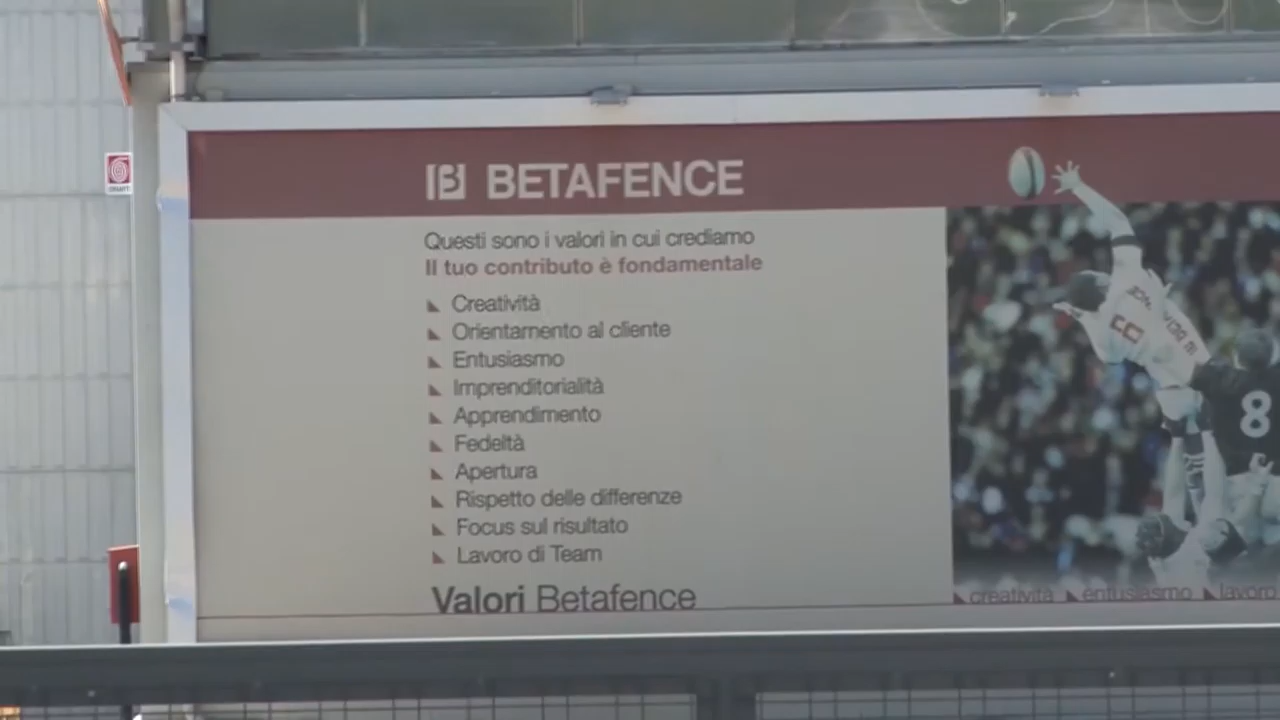 BETAFENCE
Questi sono i valori in cui crediamo
Il tuo contributo è fondamentale
Creatività
Orientamento al cliente
Entusiasmo
Imprenditorialità
Apprendimento
Fedeltà
Apertura
Rispetto delle differenze
Focus sul risultato
Lavoro di Team
Valori Betafence
creatività entusiasmo lavoro
8
8